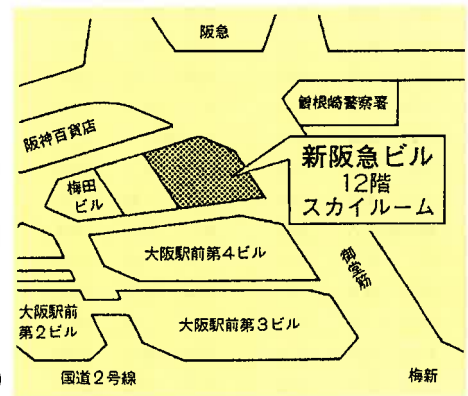 阪急
曽根崎警察署
阪神百貨店
新阪急ビル
12階
スカイルーム
梅田
ビル
大阪駅前第4ビル
御堂筋
大阪駅前
第2ビル
大阪駅前第3ビル
国道2号線
梅新